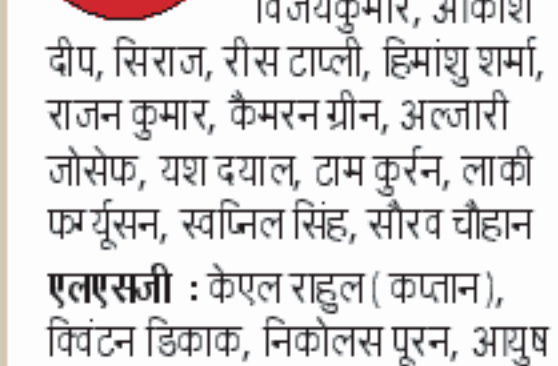 विजयकुमार, आकाश
दीप, सिराज, रीस टाप्ली, हिमांशु शर्मा,
राजन कुमार, कैमरन ग्रीन, अल्जारी
जोसेफ, यश दयाल, टाम कुर्रन, लाकी
फर्ग्यूसन, स्वप्निल सिंह, सौरव चौहान
एलएसजी : केएल राहुल ( कप्तान ),
क्विंटन डिकाक, निकोलस पूरन, आयुष